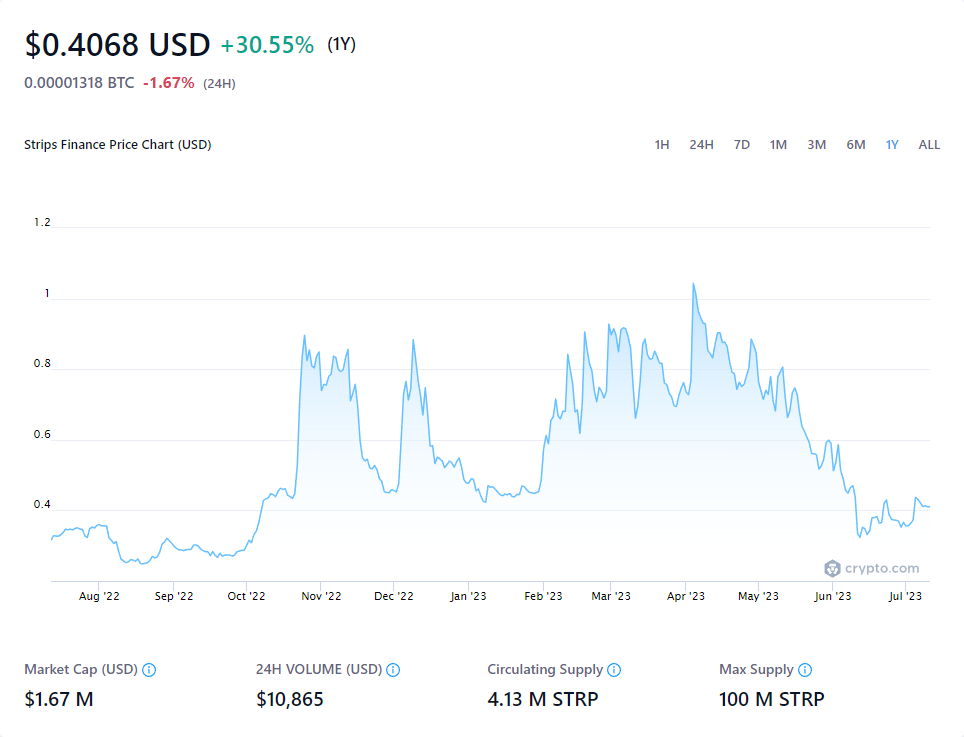 $0.4068 USD +30.55% (1Y)
0.00001318 BTC -1.67% (24H)
Strips Finance Price Chart (USD) 1H 24H 7D 1M 3M 6M 1Y ALL
1.2
1
0.8
0.6
0.4
crypto.com
Aug '22 Sep '22 Oct '22 Nov '22 Dec '22 Jan '23 Feb '23 Mar '23 Apr '23 May '23 Jun '23 Jul '23
Market Cap (USD) 24H VOLUME (USD) Circulating Supply Max Supply
$1.67 M $10,865 4.13 M STRP 100 M STRP